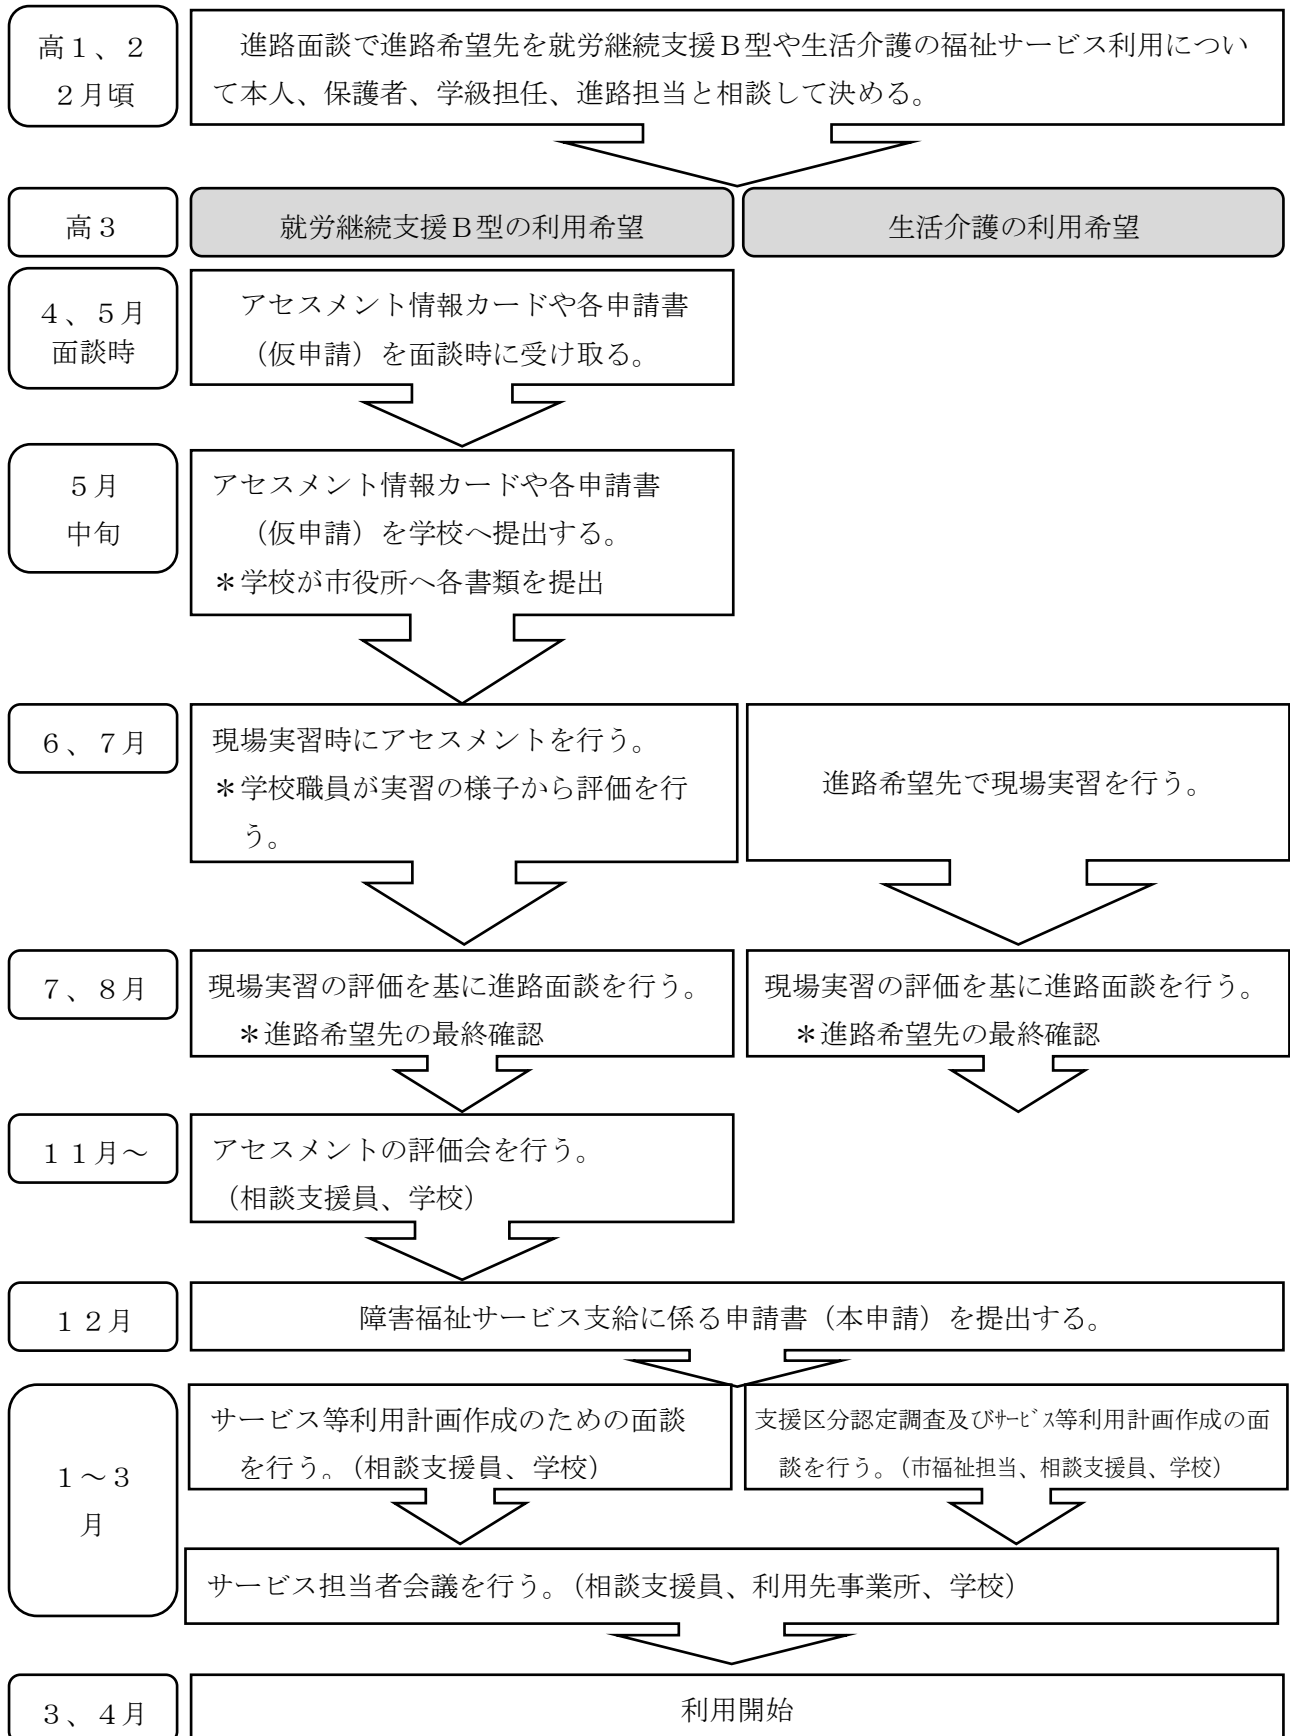 高１、２
２月頃
進路面談で進路希望先を就労継続支援Ｂ型や生活介護の福祉サービス利用につい
て本人、保護者、学級担任、進路担当と相談して決める。
高３
就労継続支援Ｂ型の利用希望
生活介護の利用希望
４、５月
面談時
アセスメント情報カードや各申請書
（仮申請）を面談時に受け取る。
５月
中旬
アセスメント情報カードや各申請書
（仮申請）を学校へ提出する。
＊学校が市役所へ各書類を提出
６、７月
現場実習時にアセスメントを行う。
＊学校職員が実習の様子から評価を行
う。
進路希望先で現場実習を行う。
７、８月
現場実習の評価を基に進路面談を行う。
＊進路希望先の最終確認
現場実習の評価を基に進路面談を行う。
＊進路希望先の最終確認
１１月～
アセスメントの評価会を行う。
（相談支援員、学校）
１２月
障害福祉サービス支給に係る申請書（本申請）を提出する。
１～３
月
サービス等利用計画作成のための面談
を行う。（相談支援員、学校）
支援区分認定調査及びｻｰﾋﾞｽ等利用計画作成の面
談を行う。（市福祉担当、相談支援員、学校）
サービス担当者会議を行う。（相談支援員、利用先事業所、学校）
３、４月
利用開始